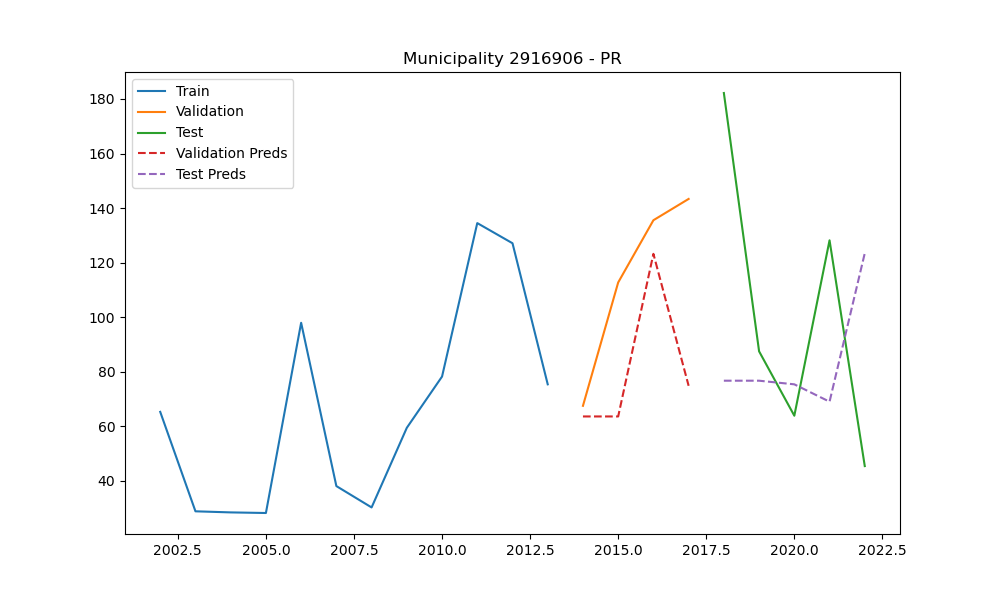 Municipality 2916906 - PR
Train
Validation
Test
Validation Preds
Test Preds
180
160
140
120
100
80
60
40
2002.5 2005.0 2007.5 2010.0 2012.5 2015.0 2017.5 2020.0 2022.5